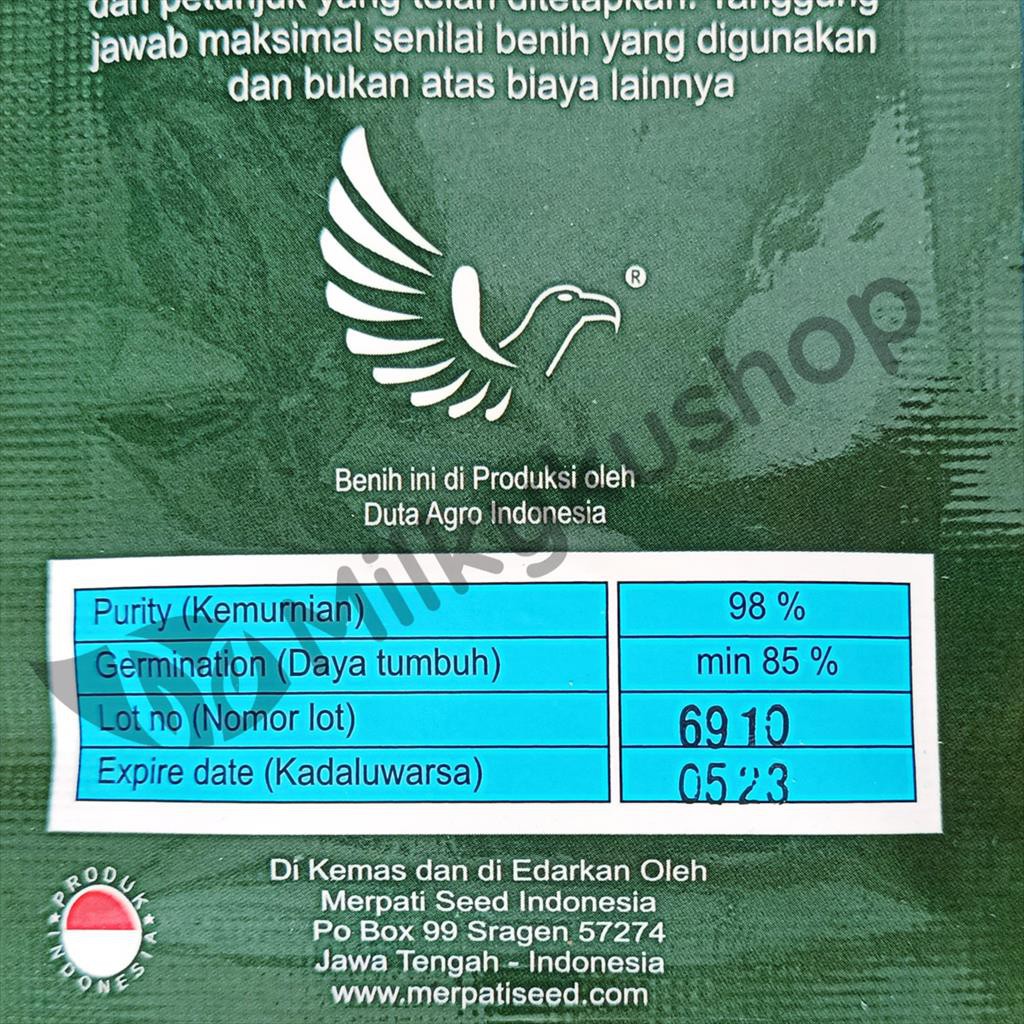 dan petunjuk yang telah ditetapkan. Tanggung
jawab maksimal senilai benih yang digunakan
dan bukan atas biaya lainnya
®
Benih ini di Produksi oleh
Duta Agro Indonesia
Milkykushop
Purity (Kemurnian) 98 %
Germination (Daya tumbuh) min 85 %
Lot no (Nomor lot) 6910
Expire date (Kadaluwarsa) 0523
PRODUK INDONESIA
Di Kemas dan di Edarkan Oleh
Merpati Seed Indonesia
Po Box 99 Sragen 57274
Jawa Tengah - Indonesia
www.merpatiseed.com